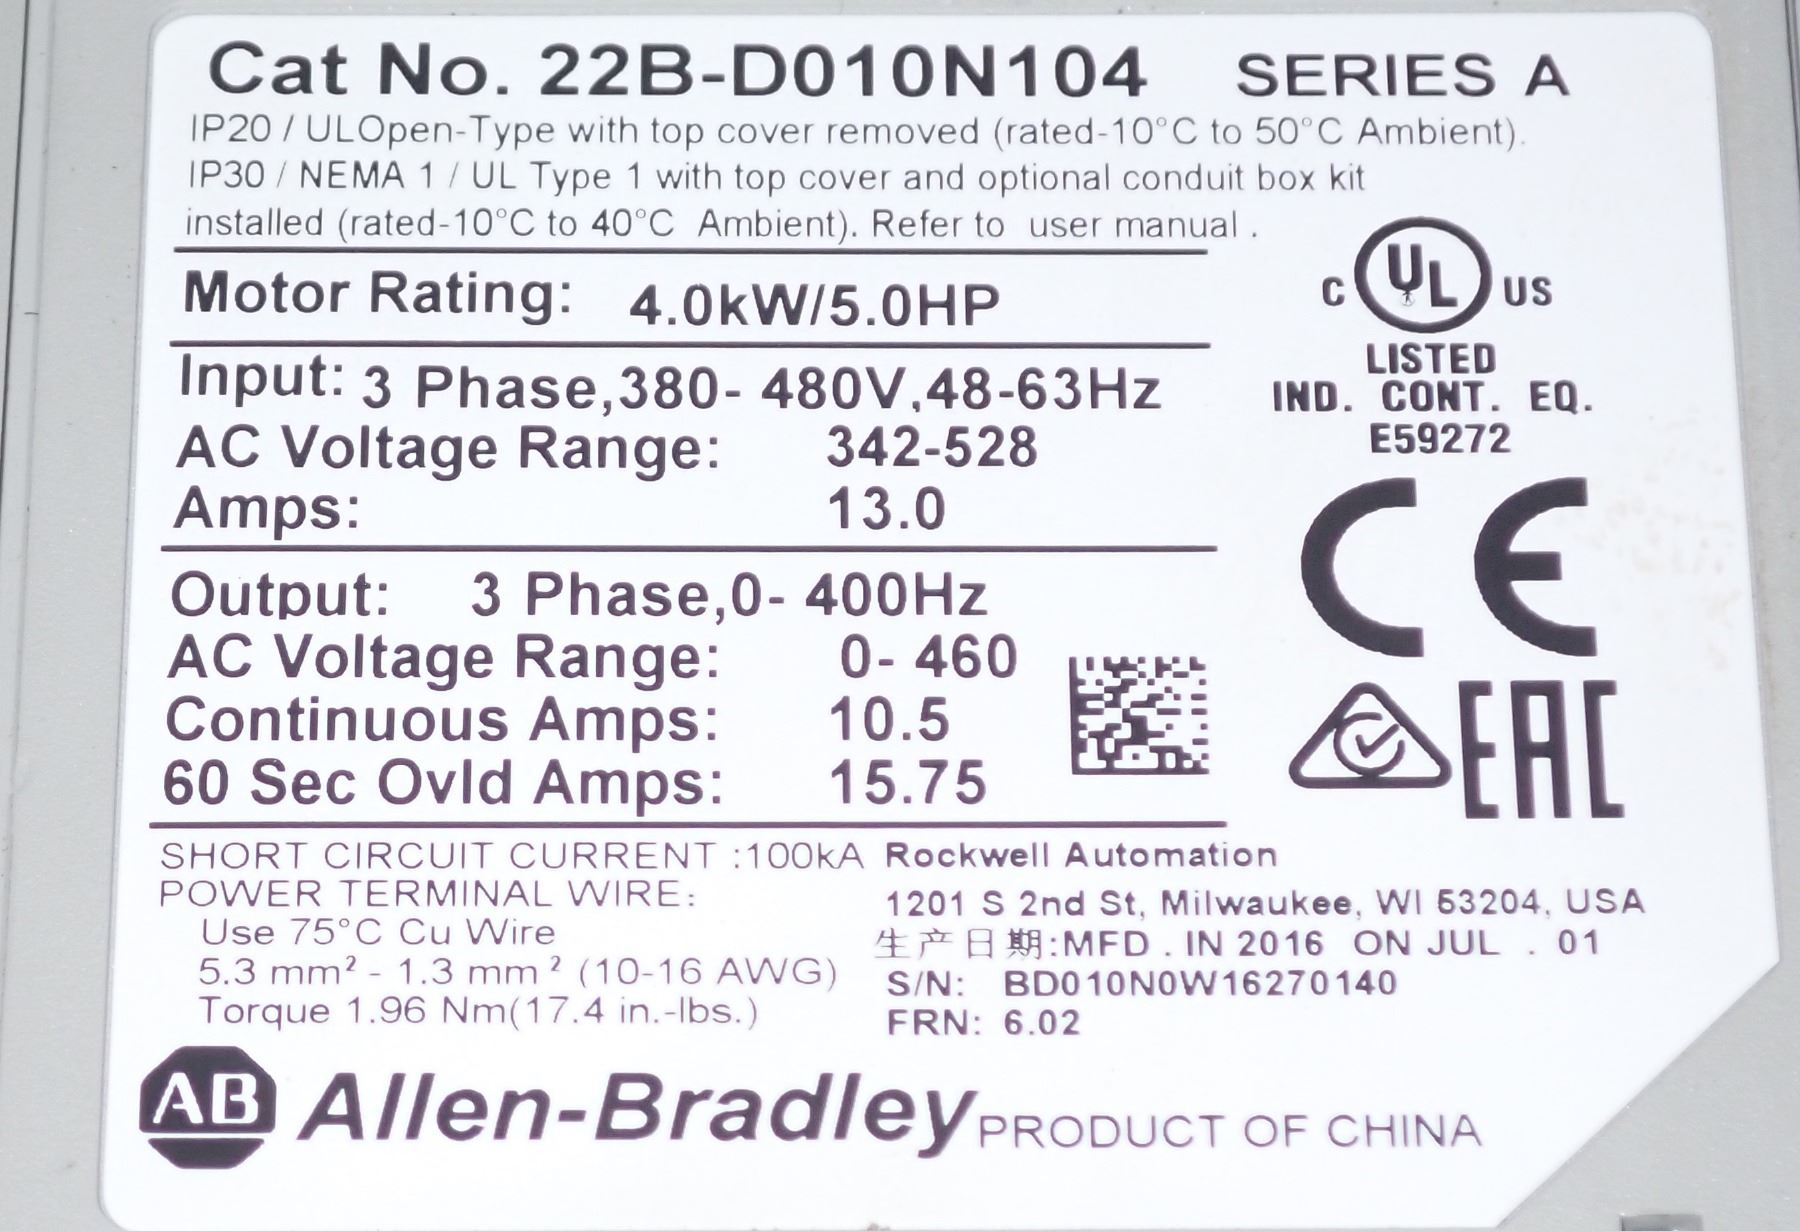 Cat No. 22B-D010N104 SERIES A
IP20 / ULOpen-Type with top cover removed (rated-10°C to 50°C Ambient).
IP30 / NEMA 1 / UL Type 1 with top cover and optional conduit box kit
installed (rated-10°C to 40°C Ambient). Refer to user manual .
Motor Rating: 4.0kW/5.0HP
Input: 3 Phase,380- 480V,48-63Hz
AC Voltage Range: 342-528
Amps: 13.0
Output: 3 Phase,0- 400Hz
AC Voltage Range: 0- 460
Continuous Amps: 10.5
60 Sec Ovld Amps: 15.75
C UL US
LISTED
IND. CONT. EQ.
E59272
CE
EAC
SHORT CIRCUIT CURRENT :100kA
POWER TERMINAL WIRE:
Use 75°C Cu Wire
5.3 mm² - 1.3 mm² (10-16 AWG)
Torque 1.96 Nm(17.4 in.-lbs.)
Rockwell Automation
1201 S 2nd St, Milwaukee, WI 53204, USA
生产日期:MFD . IN 2016 ON JUL . 01
S/N: BD010N0W16270140
FRN: 6.02
AB Allen-Bradley PRODUCT OF CHINA